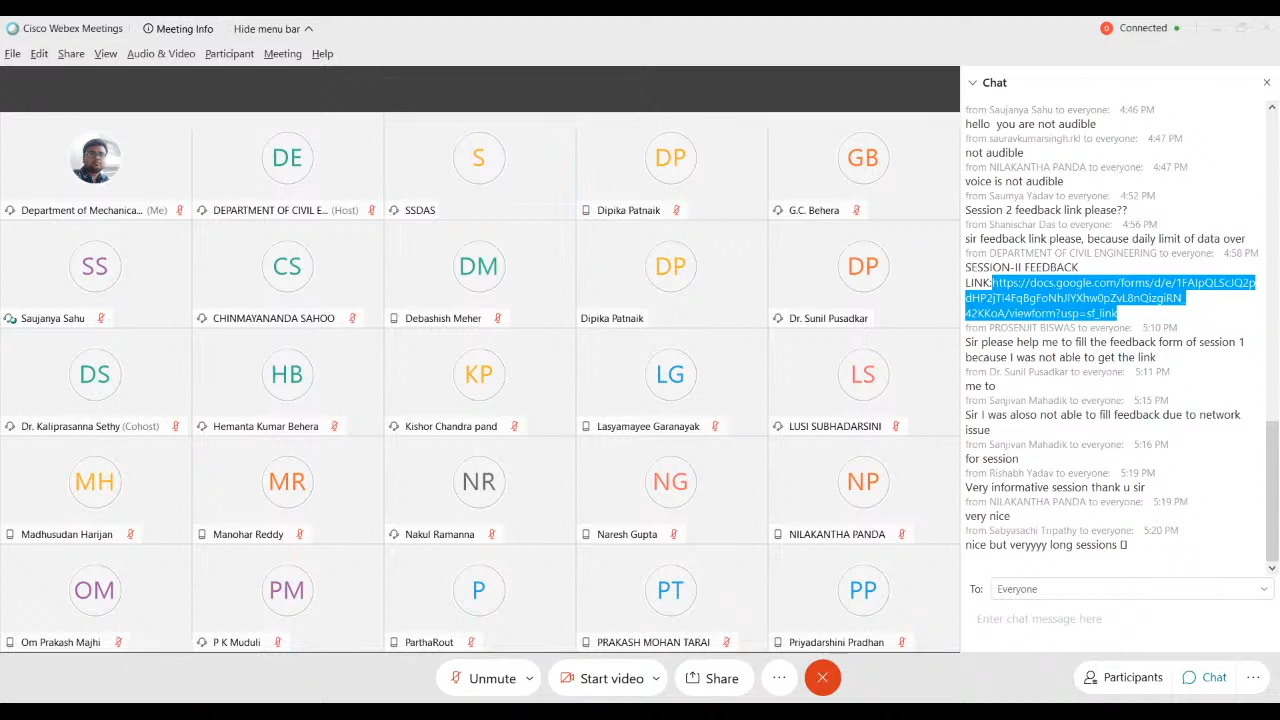 Cisco Webex Meetings Meeting Info Hide menu bar Connected
File Edit Share View Audio & Video Participant Meeting Help
DE S DP GB
Department of Mechanica... (Me) DEPARTMENT OF CIVIL E... (Host) SSDAS Dipika Patnaik G.C. Behera
SS CS DM DP DP
Saujanya Sahu CHINMAYANANDA SAHOO Debashish Meher Dipika Patnaik Dr. Sunil Pusadkar
DS HB KP LG LS
Dr. Kaliprasanna Sethy (Cohost) Hemanta Kumar Behera Kishor Chandra pand Lasyamayee Garanayak LUSI SUBHADARSINI
MH MR NR NG NP
Madhusudan Harijan Manohar Reddy Nakul Ramanna Naresh Gupta NILAKANTHA PANDA
OM PM P PT PP
Om Prakash Majhi P K Muduli ParthaRout PRAKASH MOHAN TARAI Priyadarshini Pradhan
Unmute Start video Share
Chat
from Saujanya Sahu to everyone: 4:46 PM
hello you are not audible
from sauravkumarsingh.rkl to everyone: 4:47 PM
not audible
from NILAKANTHA PANDA to everyone: 4:47 PM
voice is not audible
from Saumya Yadav to everyone: 4:52 PM
Session 2 feedback link please??
from Shanischar Das to everyone: 4:56 PM
sir feedback link please, because daily limit of data over
from DEPARTMENT OF CIVIL ENGINEERING to everyone: 4:58 PM
SESSION-II FEEDBACK
LINK:https://docs.google.com/forms/d/e/1FAIpQLScJQ2p
dHP2jTI4FqBgFoNhJlYXhw0pZvL8nQizgiRN_
42KKoA/viewform?usp=sf_link
from PROSENJIT BISWAS to everyone: 5:10 PM
Sir please help me to fill the feedback form of session 1
because I was not able to get the link
from Dr. Sunil Pusadkar to everyone: 5:11 PM
me to
from Sanjivan Mahadik to everyone: 5:15 PM
Sir I was aloso not able to fill feedback due to network
issue
from Sanjivan Mahadik to everyone: 5:16 PM
for session
from Rishabh Yadav to everyone: 5:19 PM
Very informative session thank u sir
from NILAKANTHA PANDA to everyone: 5:19 PM
very nice
from Sabyasachi Tripathy to everyone: 5:20 PM
nice but veryyyy long sessions
To: Everyone
Enter chat message here
Participants Chat